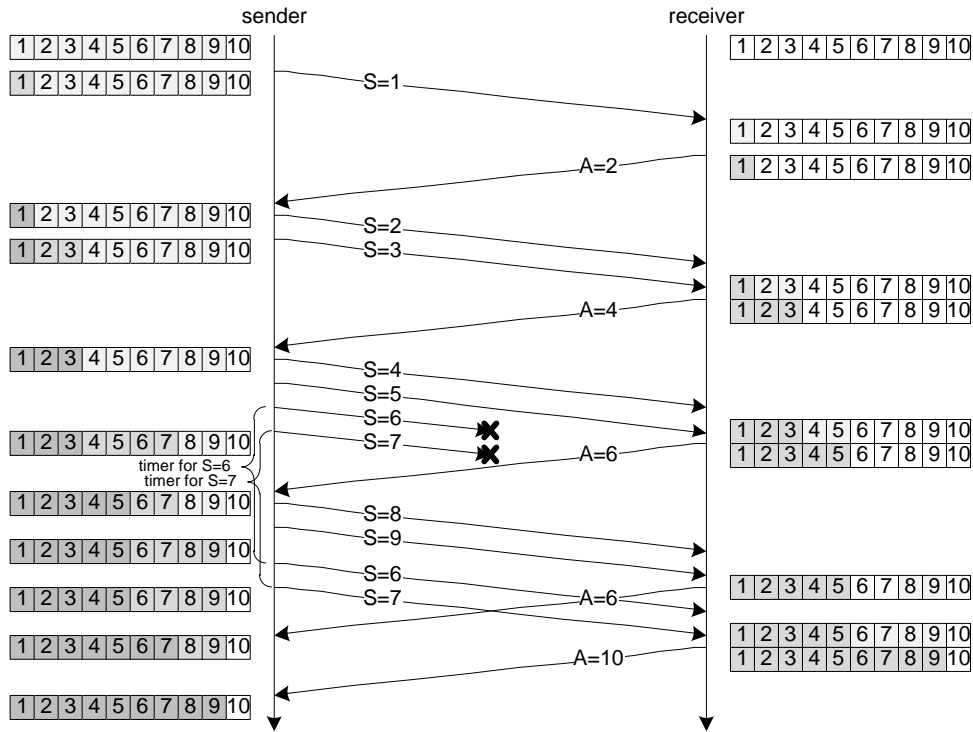 sender receiver
1 2 3 4 5 6 7 8 9 10 1 2 3 4 5 6 7 8 9 10
1 2 3 4 5 6 7 8 9 10 S=1
1 2 3 4 5 6 7 8 9 10
A=2 1 2 3 4 5 6 7 8 9 10
1 2 3 4 5 6 7 8 9 10 S=2
1 2 3 4 5 6 7 8 9 10 S=3
1 2 3 4 5 6 7 8 9 10
A=4 1 2 3 4 5 6 7 8 9 10
1 2 3 4 5 6 7 8 9 10 S=4
S=5
S=6 1 2 3 4 5 6 7 8 9 10
1 2 3 4 5 6 7 8 9 10 S=7
A=6 1 2 3 4 5 6 7 8 9 10
timer for S=6
timer for S=7
1 2 3 4 5 6 7 8 9 10 S=8
1 2 3 4 5 6 7 8 9 10 S=9
S=6 1 2 3 4 5 6 7 8 9 10
1 2 3 4 5 6 7 8 9 10 S=7 A=6
1 2 3 4 5 6 7 8 9 10 1 2 3 4 5 6 7 8 9 10
A=10 1 2 3 4 5 6 7 8 9 10
1 2 3 4 5 6 7 8 9 10